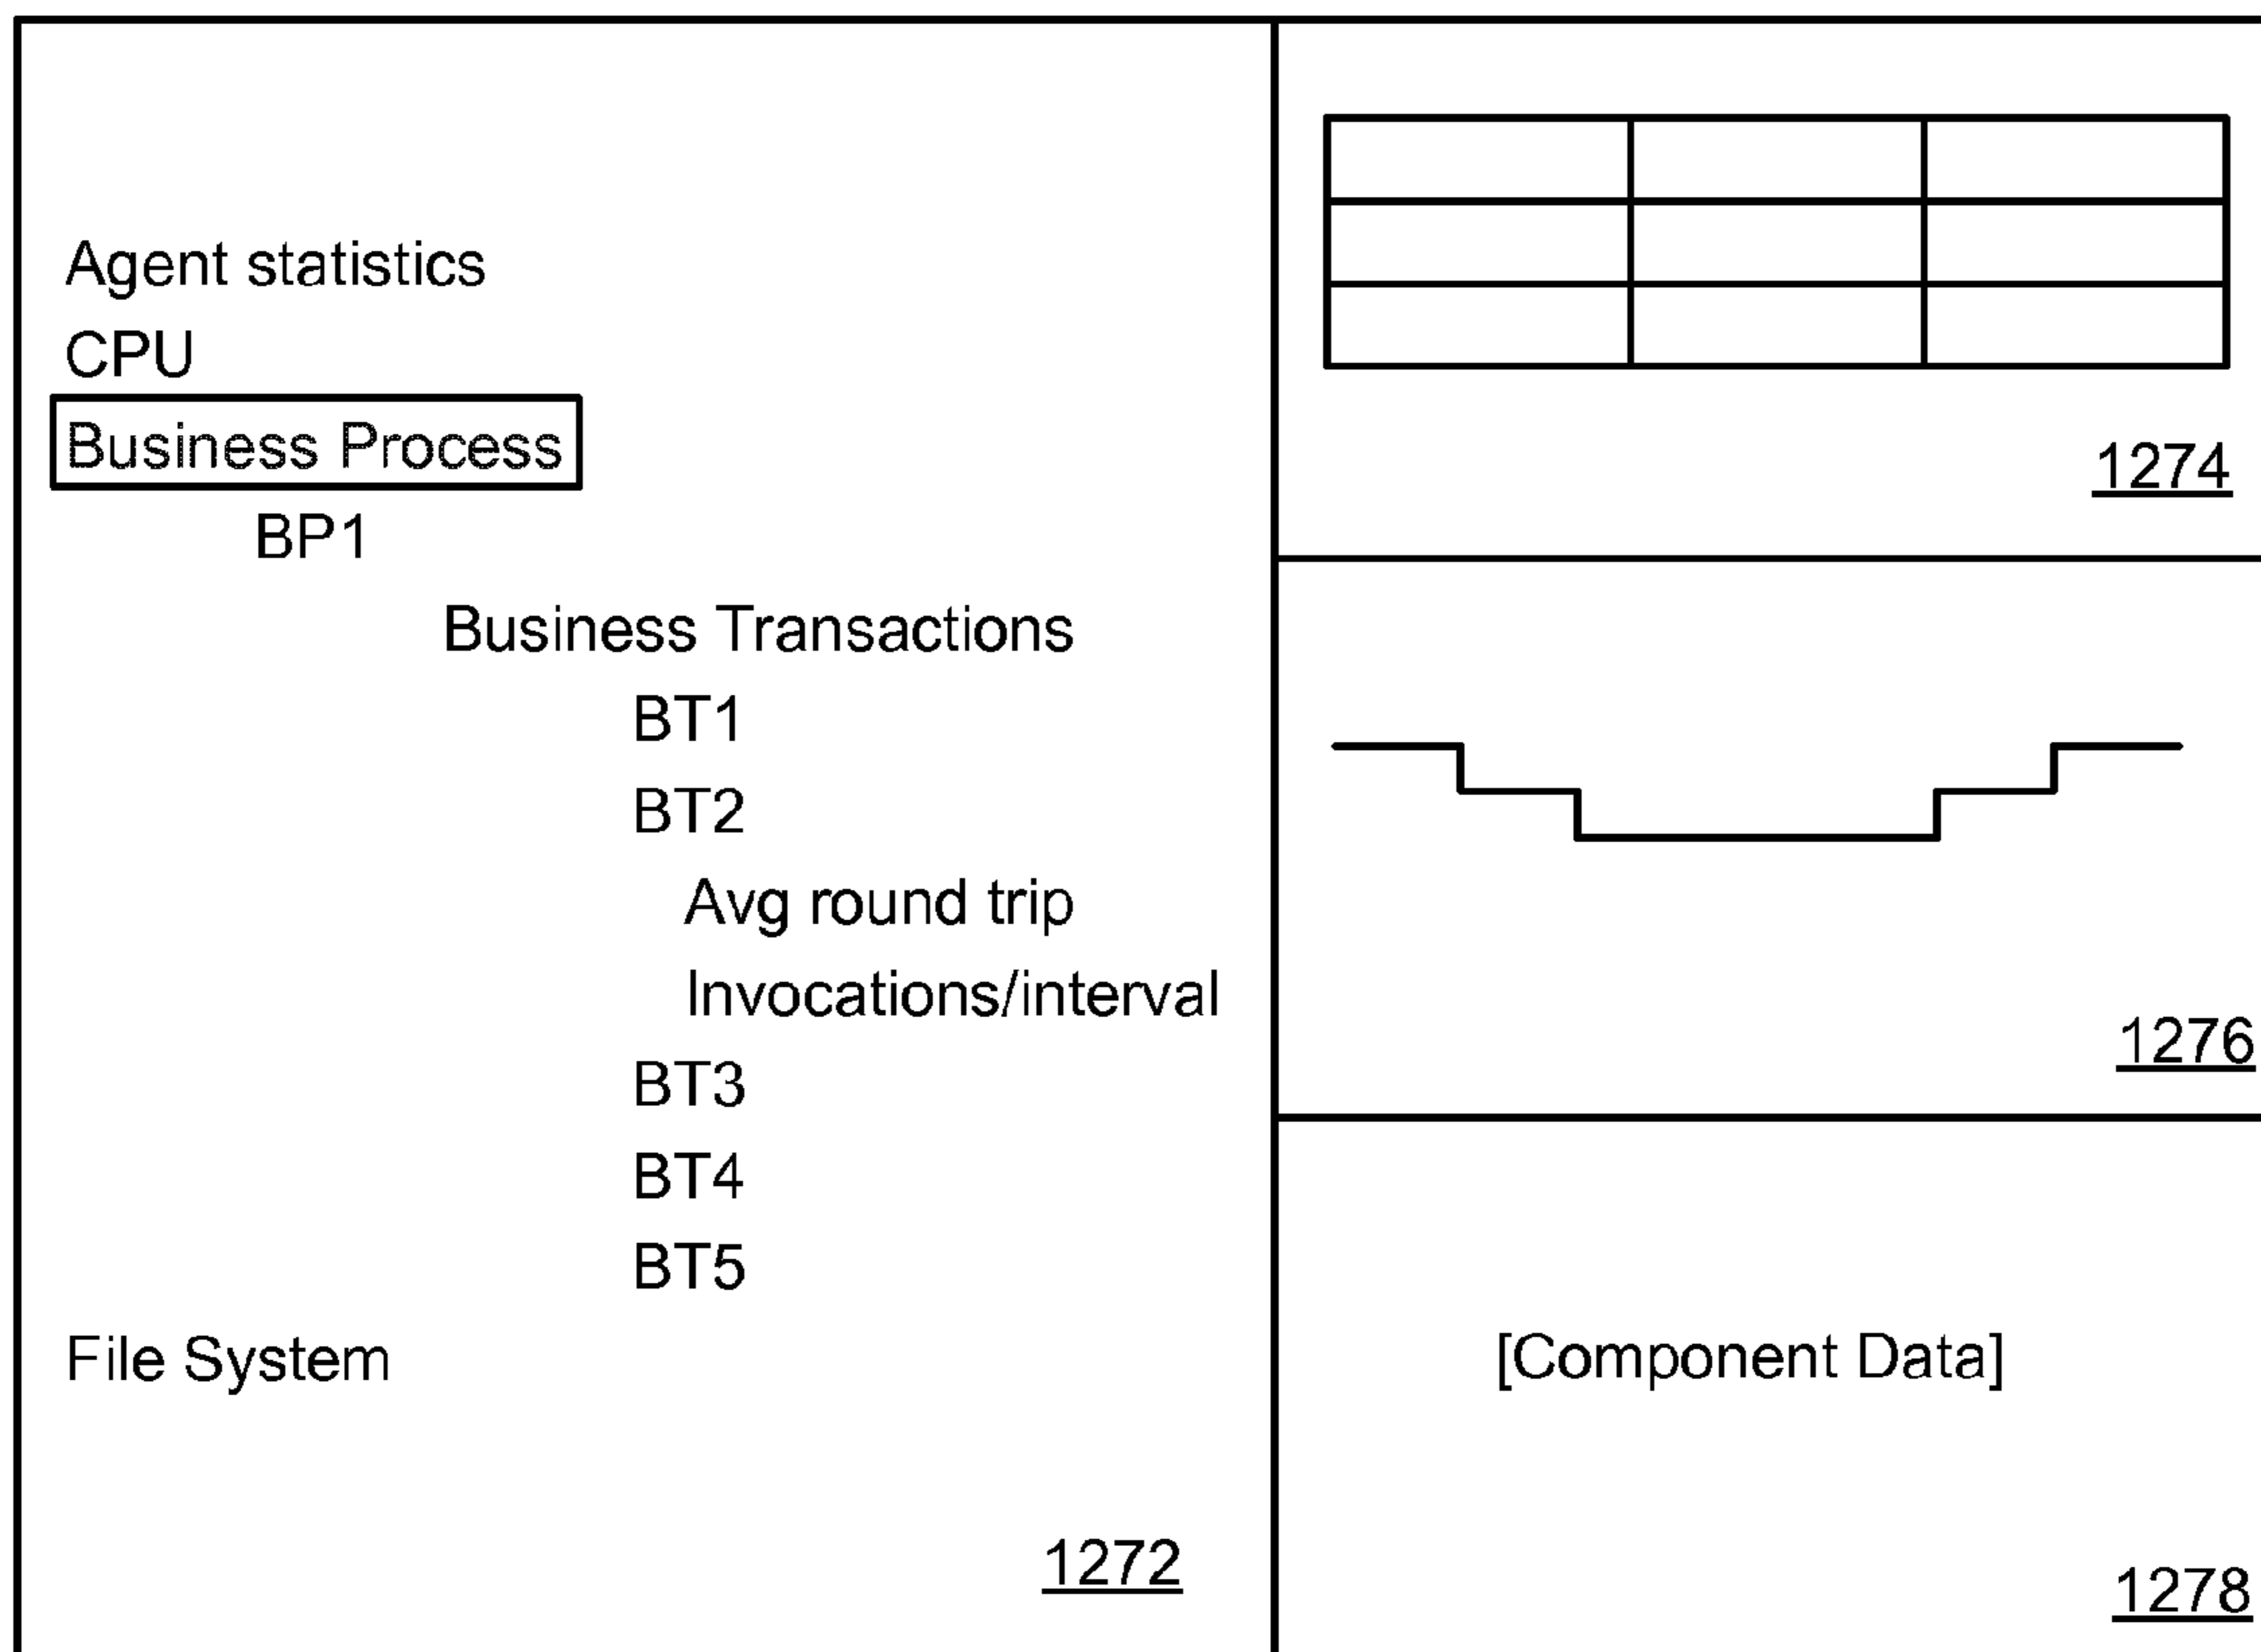 Agent statistics
CPU
Business Process
BP1
Business Transactions
BT1
BT2
Avg round trip
Invocations/interval
BT3
BT4
BT5
File System
1272
1274
1276
[Component Data]
1278